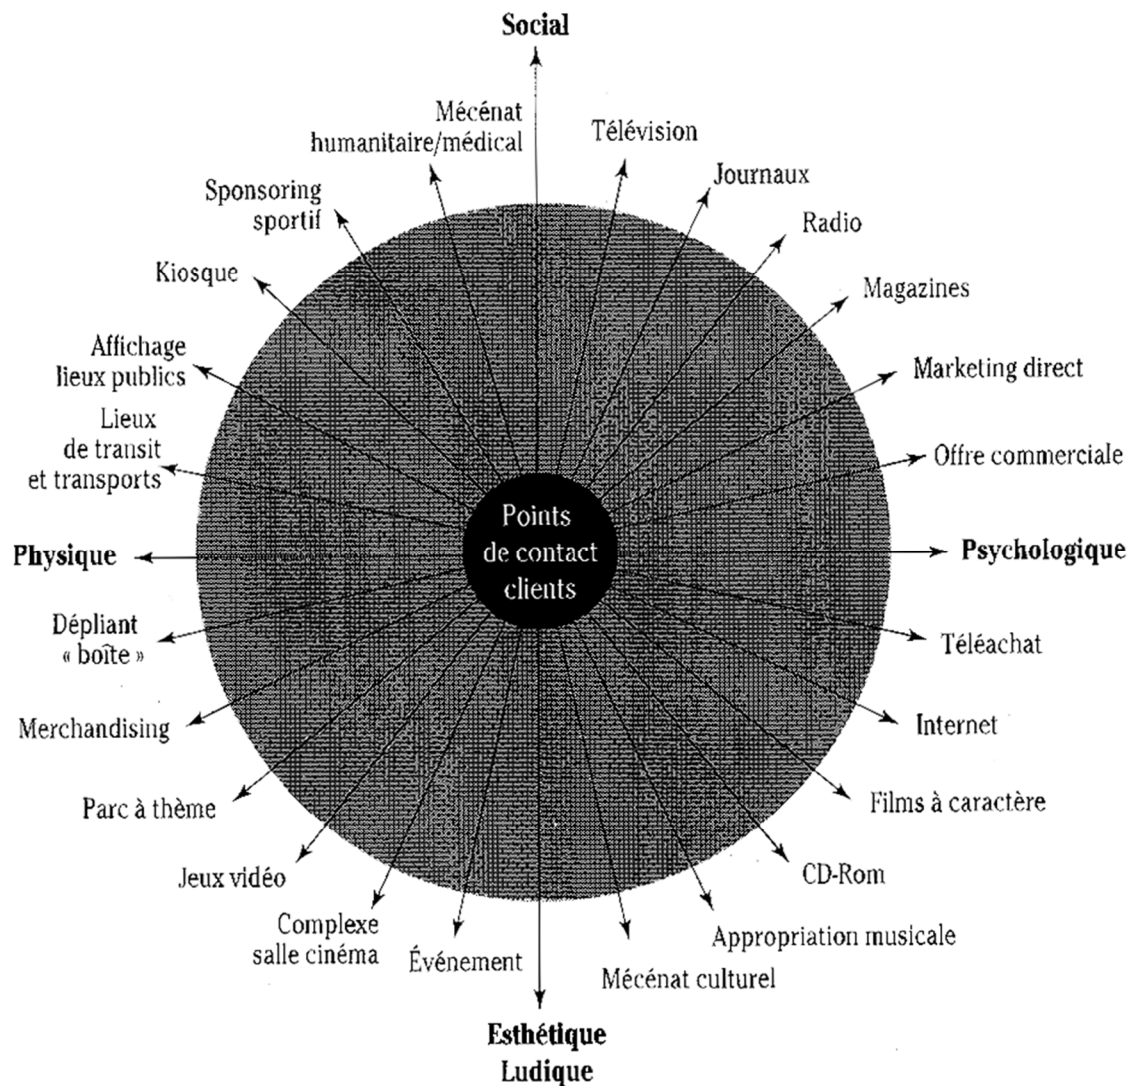 Social
Mécénat
humanitaire/médical
Télévision
Journaux
Sponsoring
sportif
Radio
Kiosque
Magazines
Affichage
lieux publics
Marketing direct
Lieux
de transit
et transports
Offre commerciale
Points
de contact
clients
Physique
Psychologique
Dépliant
« boîte »
Téléachat
Merchandising
Internet
Parc à thème
Films à caractère
Jeux vidéo
CD-Rom
Complexe
salle cinéma
Événement
Appropriation musicale
Mécénat culturel
Esthétique
Ludique